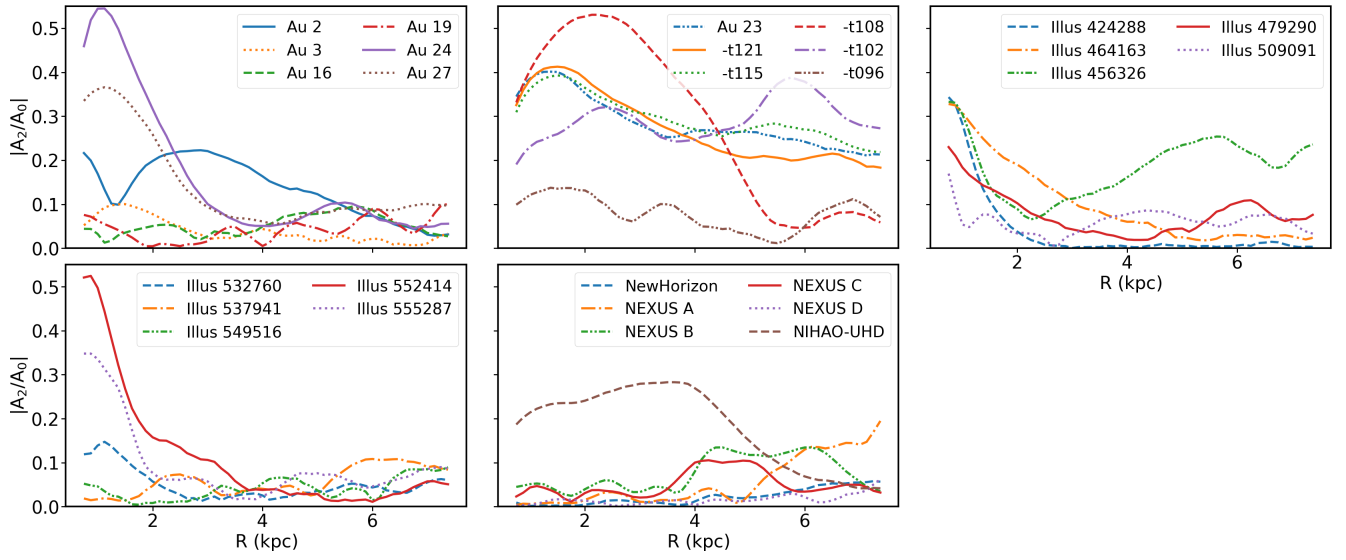 |A₂/A₀|
0.5
0.4
0.3
0.2
0.1
0.0
Au 2
Au 3
Au 16
Au 19
Au 24
Au 27
Au 23
-t121
-t115
-t108
-t102
-t096
Illus 424288
Illus 464163
Illus 456326
Illus 479290
Illus 509091
2
4
6
R (kpc)
|A₂/A₀|
0.5
0.4
0.3
0.2
0.1
0.0
Illus 532760
Illus 537941
Illus 549516
Illus 552414
Illus 555287
2
4
6
R (kpc)
NewHorizon
NEXUS A
NEXUS B
NEXUS C
NEXUS D
NIHAO-UHD
2
4
6
R (kpc)